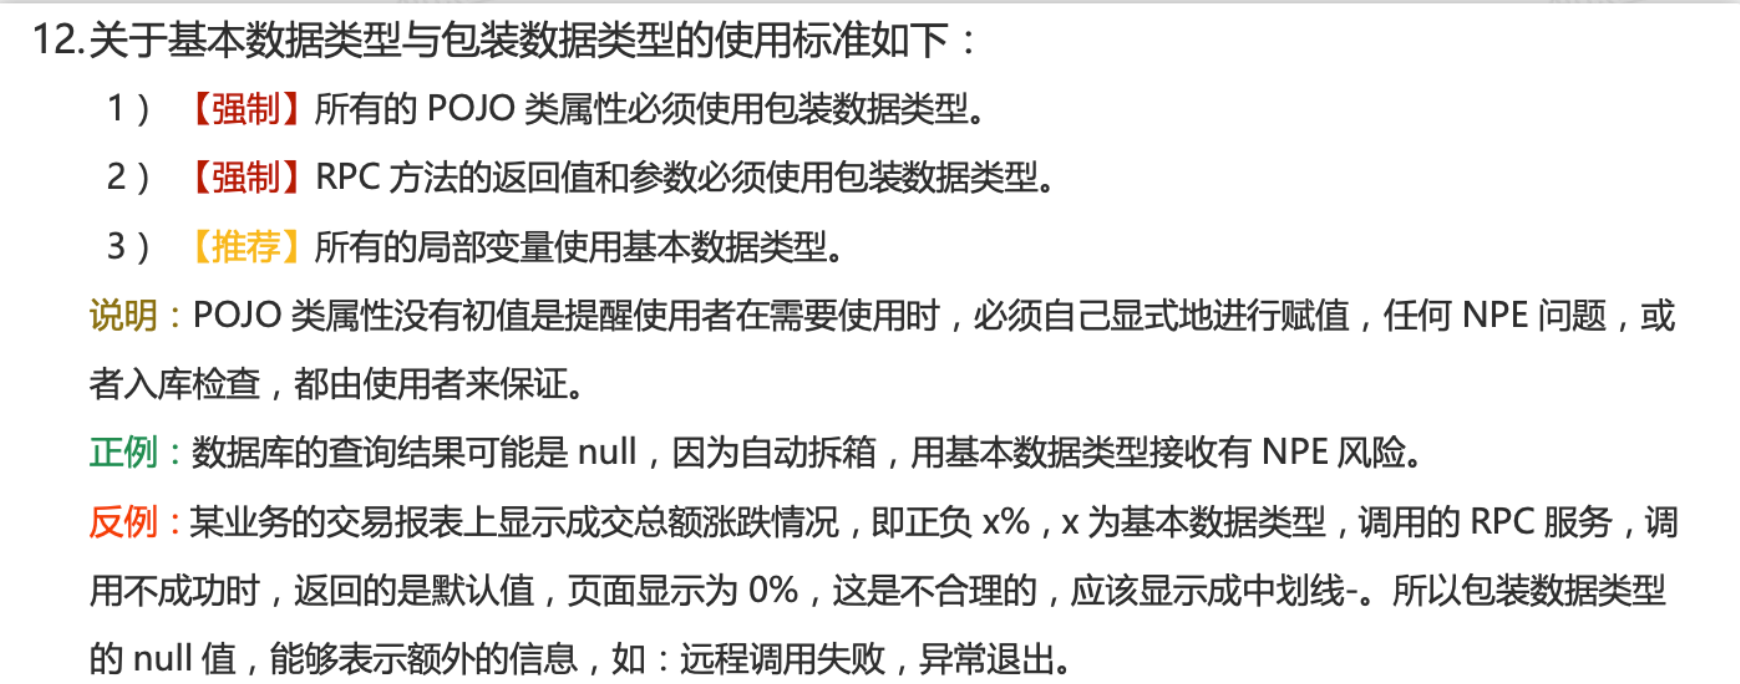 12.关于基本数据类型与包装数据类型的使用标准如下：
1） 【强制】所有的 POJO 类属性必须使用包装数据类型。
2） 【强制】RPC 方法的返回值和参数必须使用包装数据类型。
3） 【推荐】所有的局部变量使用基本数据类型。
说明：POJO 类属性没有初值是提醒使用者在需要使用时，必须自己显式地进行赋值，任何 NPE 问题，或
者入库检查，都由使用者来保证。
正例：数据库的查询结果可能是 null，因为自动拆箱，用基本数据类型接收有 NPE 风险。
反例：某业务的交易报表上显示成交总额涨跌情况，即正负 x%，x 为基本数据类型，调用的 RPC 服务，调
用不成功时，返回的是默认值，页面显示为 0%，这是不合理的，应该显示成中划线-。所以包装数据类型
的 null 值，能够表示额外的信息，如：远程调用失败，异常退出。